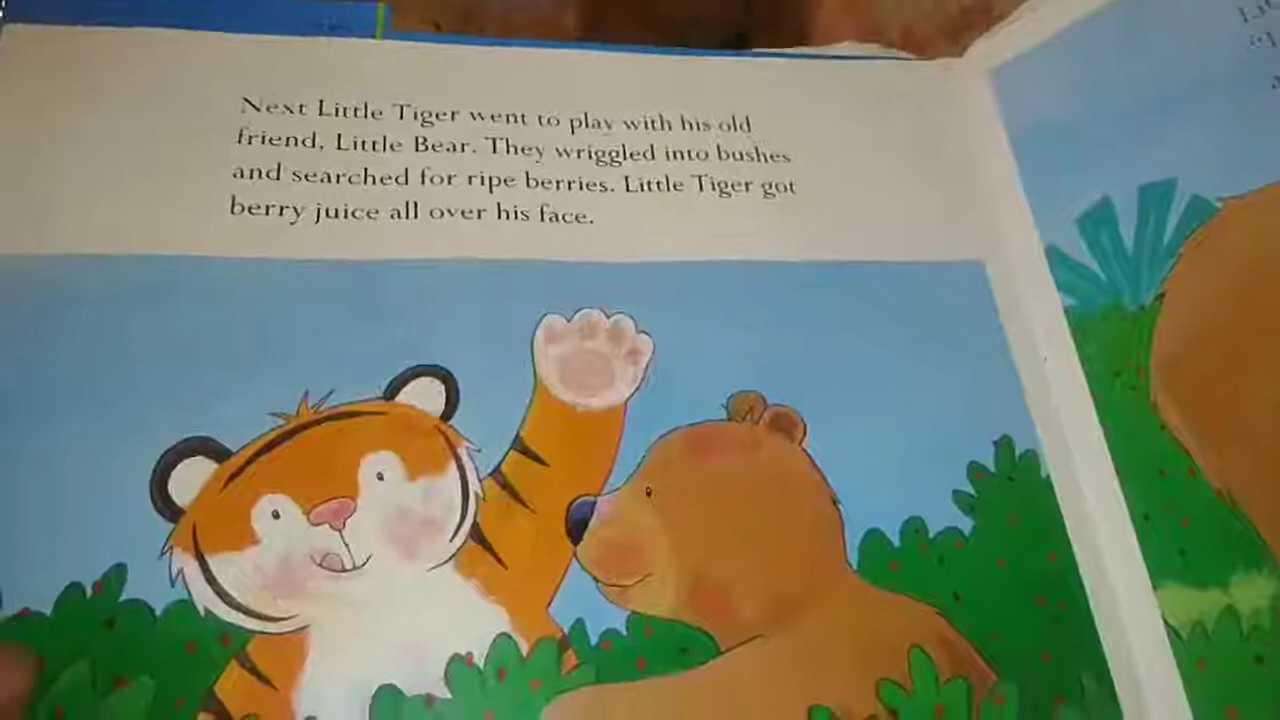 Next Little Tiger went to play with his old
friend, Little Bear. They wriggled into bushes
and searched for ripe berries. Little Tiger got
berry juice all over his face.